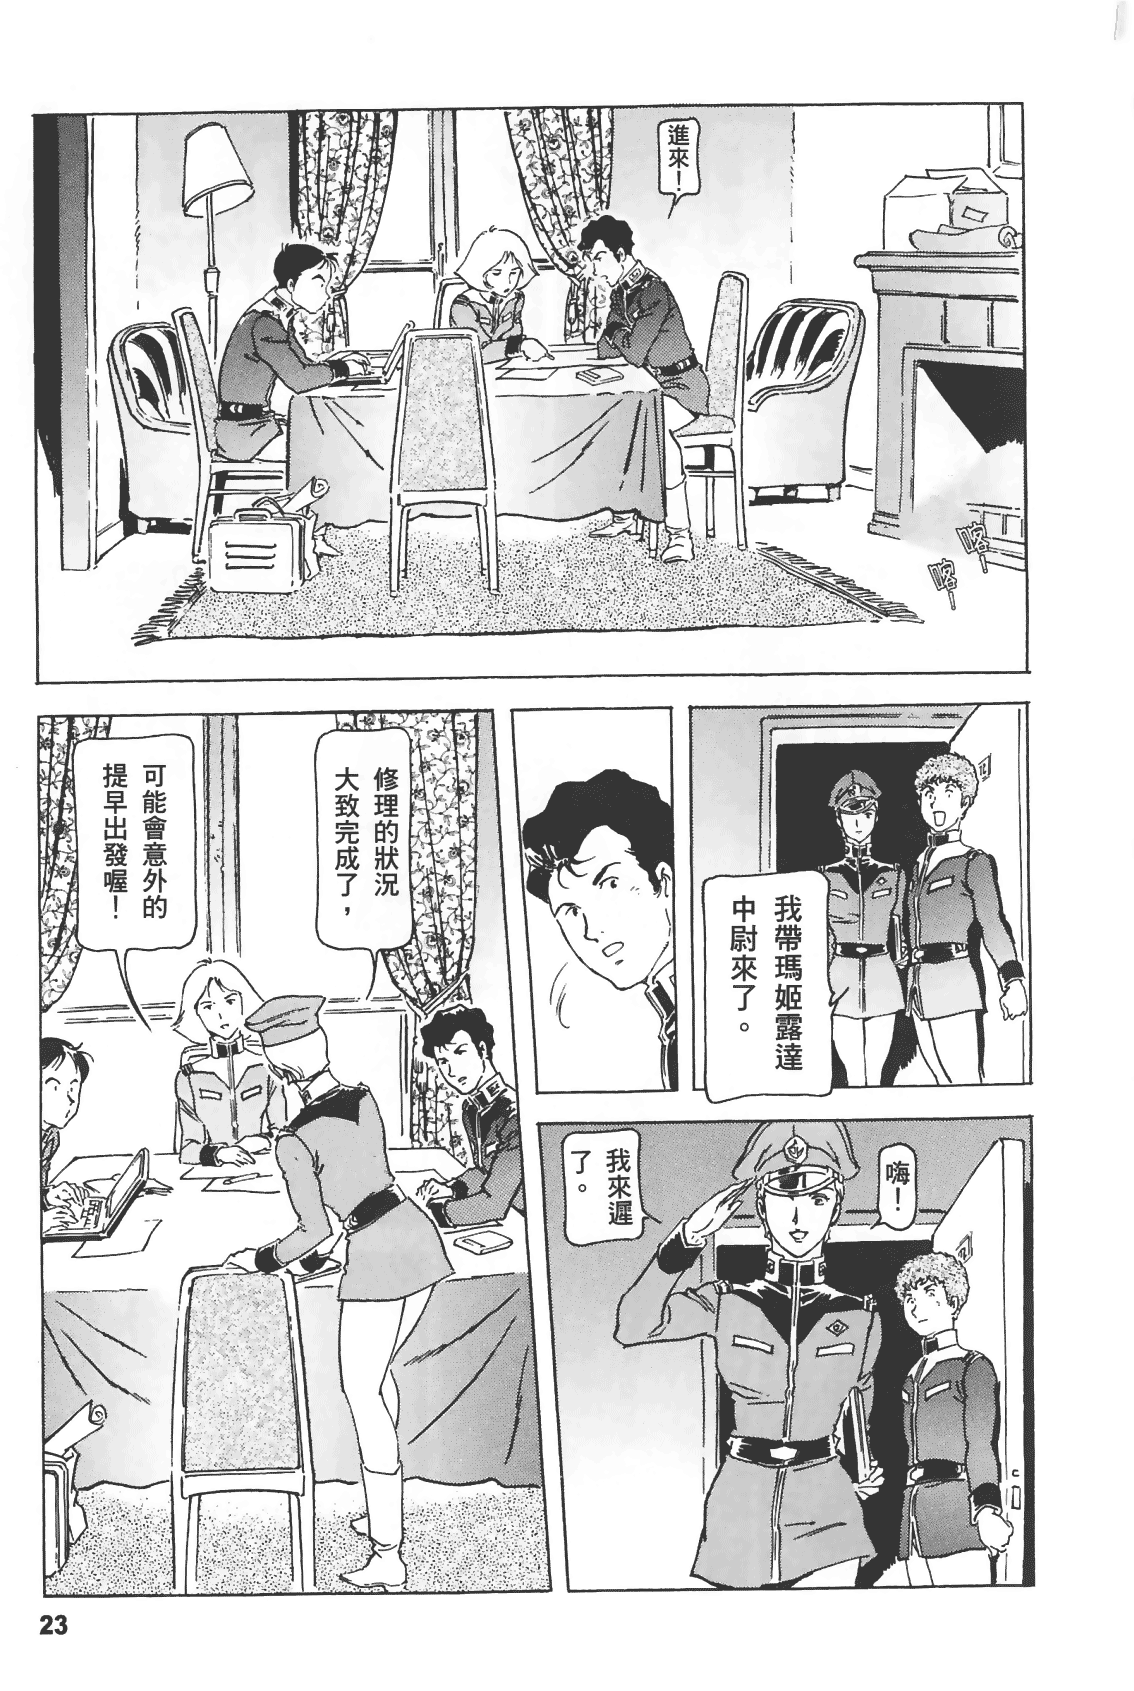 進來！
喀！
喀！
我帶瑪姬露達
中尉來了。
嗨！
我來遲
了。
修理的狀況
大致完成了，
可能會意外的
提早出發喔！
23